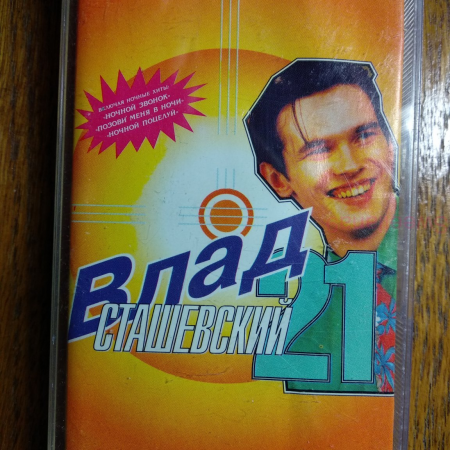 ВКЛЮЧАЯ НОЧНЫЕ ХИТЫ:
-НОЧНОЙ ЗВОНОК-
-ПОЗОВИ МЕНЯ В НОЧИ-
-НОЧНОЙ ПОЦЕЛУЙ-
Влад
СТАШЕВСКИЙ
21